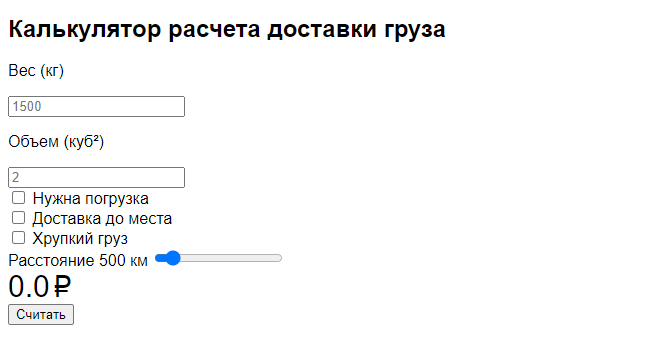 Калькулятор расчета доставки груза
Вес (кг)
1500
Объем (куб²)
2
Нужна погрузка
Доставка до места
Хрупкий груз
Расстояние 500 км
0.0 ₽
Считать